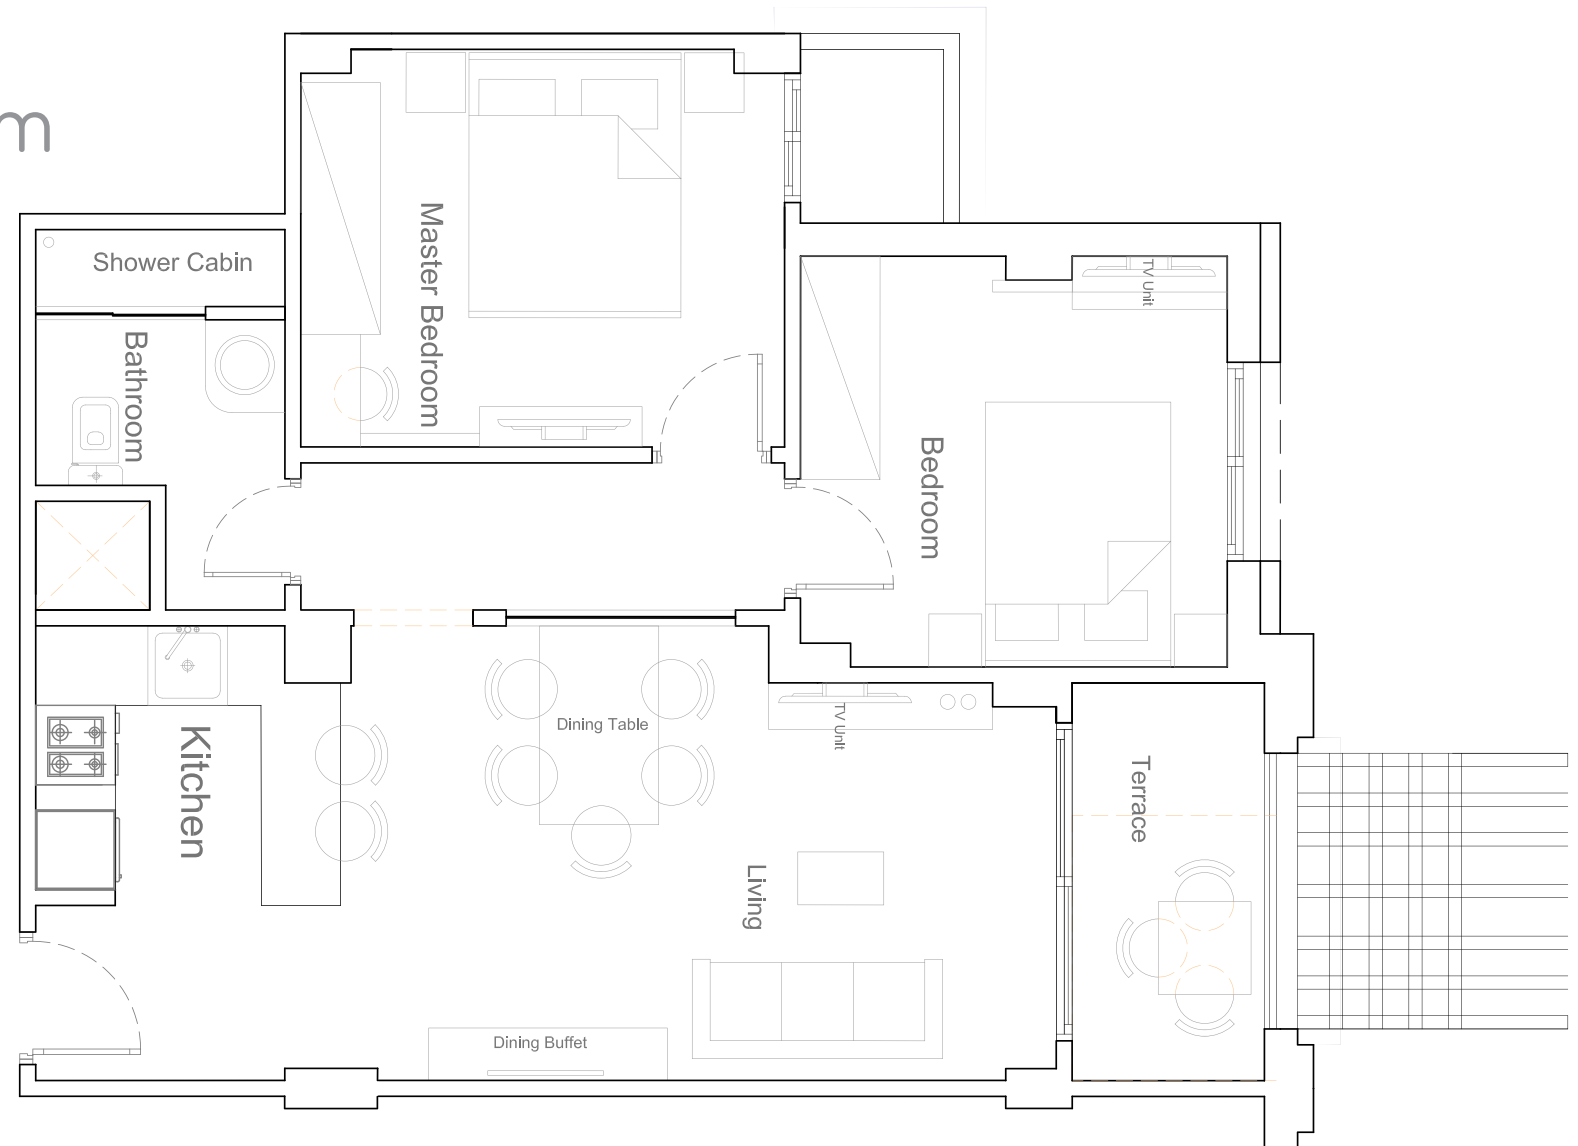 m
Shower Cabin
Master Bedroom
TV Unit
Bathroom
Bedroom
Dining Table
TV Unit
Kitchen
Terrace
Living
Dining Buffet